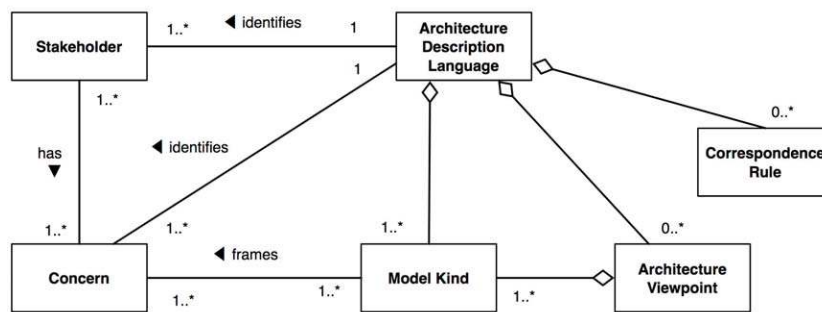 Stakeholder
1..*
◀ identifies
1
Architecture
Description
Language
1..*
1
0..*
has
▼
◀ identifies
Correspondence
Rule
1..*
1..*
1..*
0..*
Concern
◀ frames
1..*
1..*
Model Kind
1..*
Architecture
Viewpoint